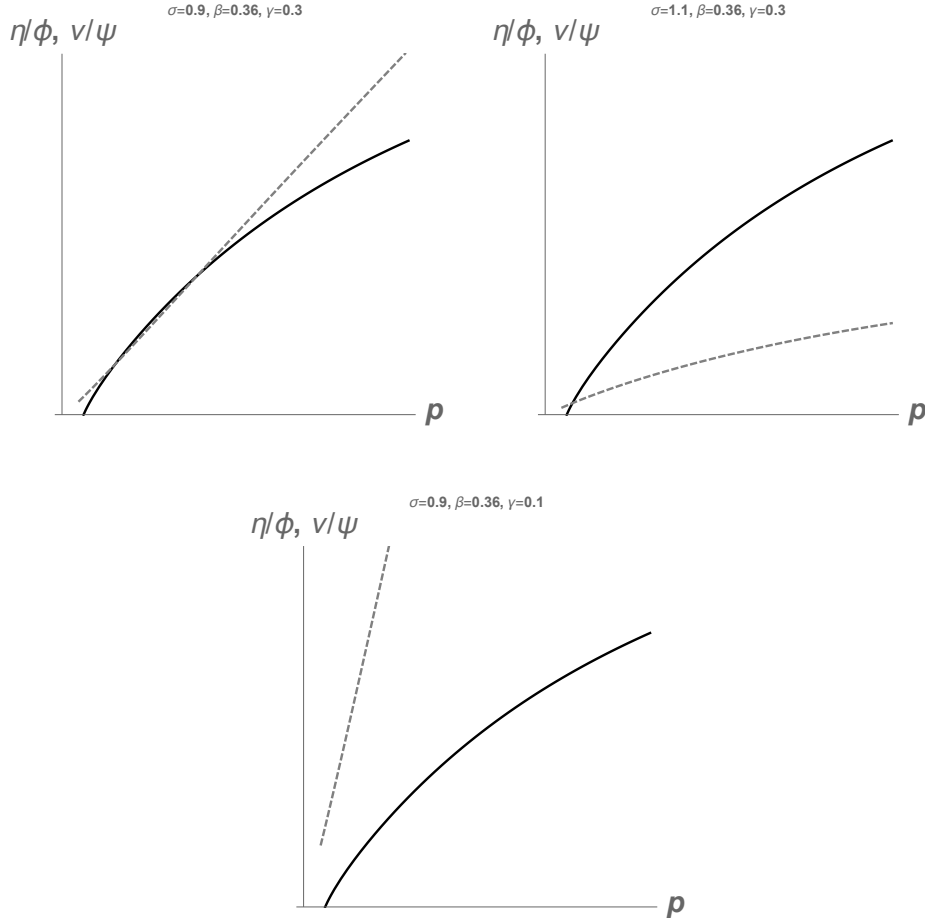 σ=0.9, β=0.36, γ=0.3
η/ϕ, ν/ψ
p
σ=1.1, β=0.36, γ=0.3
η/ϕ, ν/ψ
p
σ=0.9, β=0.36, γ=0.1
η/ϕ, ν/ψ
p